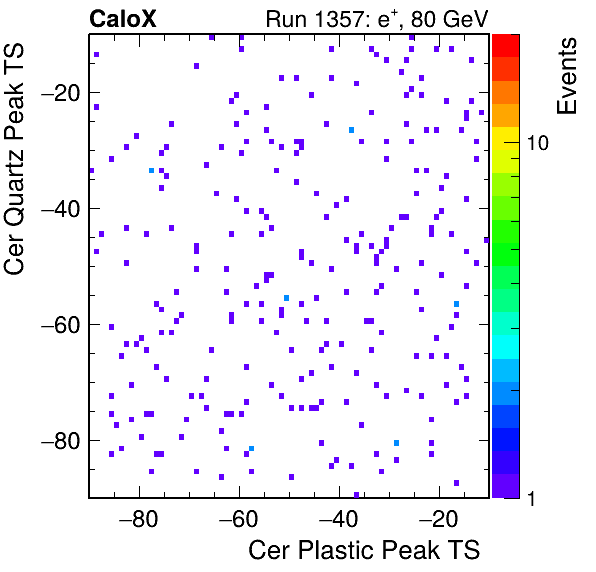 CaloX Run 1357: e⁺, 80 GeV
Cer Quartz Peak TS
−20
−40
−60
−80
−80 −60 −40 −20
Cer Plastic Peak TS
Events
10
1